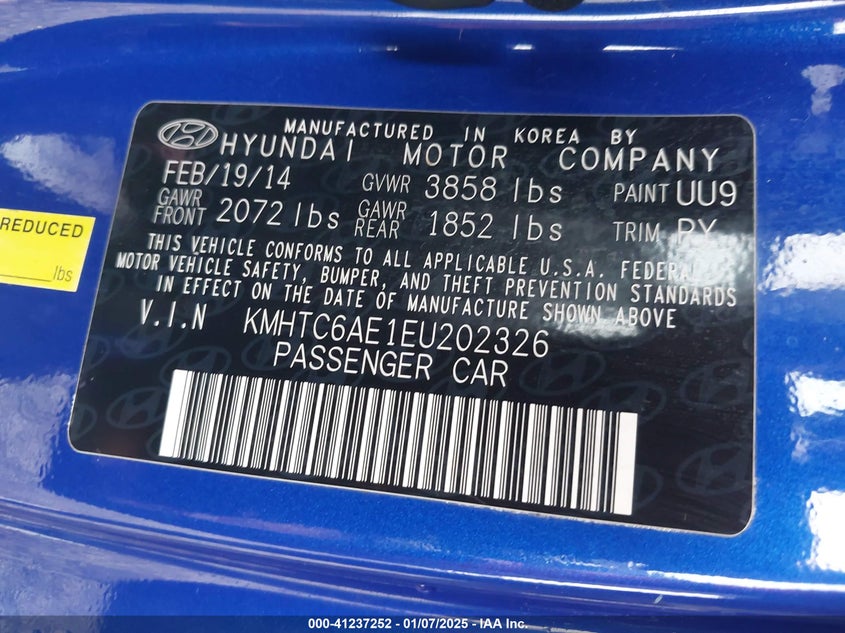 MANUFACTURED IN KOREA BY
HYUNDAI MOTOR COMPANY
FEB/19/14 GVWR 3858 lbs PAINT UU9
GAWR FRONT 2072 lbs GAWR REAR 1852 lbs TRIM
REDUCED
lbs
THIS VEHICLE CONFORMS TO ALL APPLICABLE U.S.A. FEDERAL
MOTOR VEHICLE SAFETY, BUMPER, AND THEFT PREVENTION STANDARDS
IN EFFECT ON THE DATE OF MANUFACTURE SHOWN ABOVE
V.I.N KMHTC6AE1EU202326
PASSENGER CAR
000-41237252 — 01/07/2025 — IAA Inc.